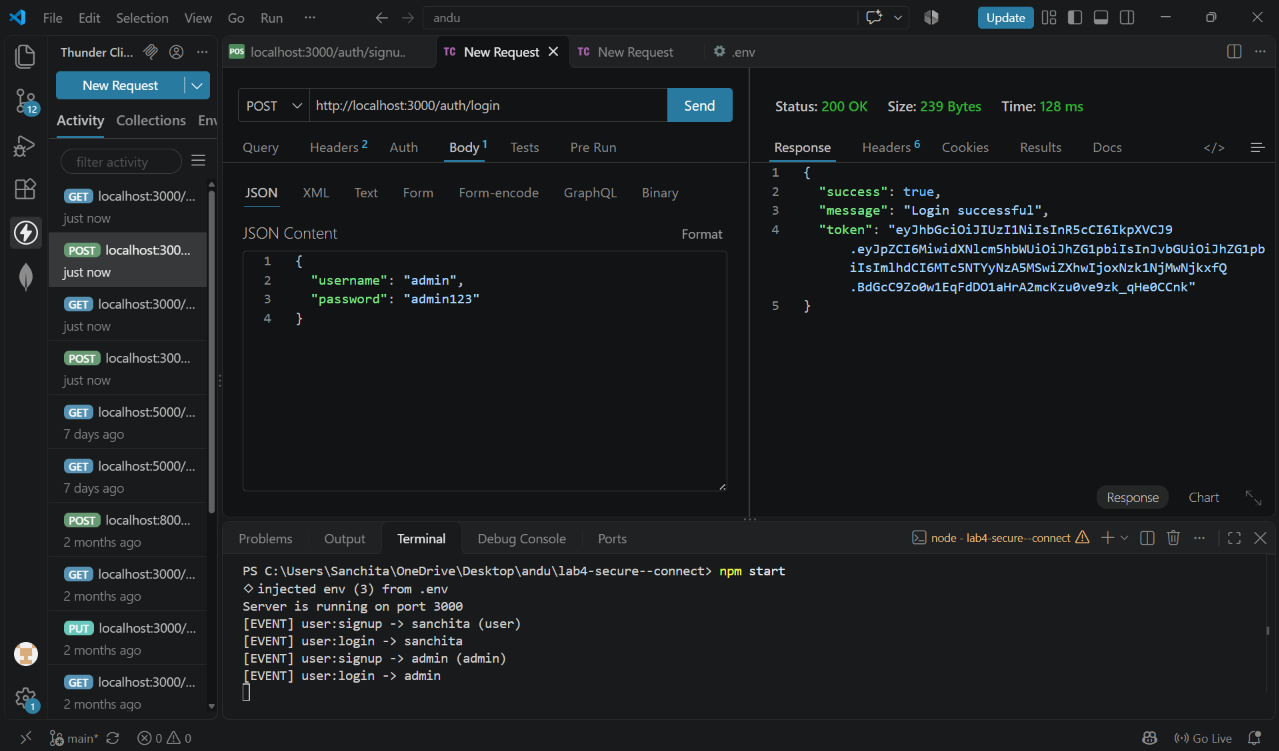 File Edit Selection View Go Run ··· andu Update
Thunder Cli...
New Request
Activity Collections Env
filter activity
GET localhost:3000/...
just now
POST localhost:300...
just now
GET localhost:3000/...
just now
POST localhost:300...
just now
GET localhost:5000/...
7 days ago
GET localhost:5000/...
7 days ago
POST localhost:800...
2 months ago
GET localhost:3000/...
2 months ago
PUT localhost:3000/...
2 months ago
GET localhost:3000/...
2 months ago
12
1
POS localhost:3000/auth/signu.. TC New Request TC New Request .env
POST http://localhost:3000/auth/login Send
Query Headers 2 Auth Body 1 Tests Pre Run
JSON XML Text Form Form-encode GraphQL Binary
JSON Content Format
1 {
2 "username": "admin",
3 "password": "admin123"
4 }
Status: 200 OK Size: 239 Bytes Time: 128 ms
Response Headers 6 Cookies Results Docs </>
1 {
2 "success": true,
3 "message": "Login successful",
4 "token": "eyJhbGciOiJIUzI1NiIsInR5cCI6IkpXVCJ9
.eyJpZCI6MiwidXNlcm5hbWUiOiJhZG1pbiIsInJvbGUiOiJhZG1pb
iIsImlhdCI6MTc5NTYyNzA5MSwiZXhwIjoxNzk1NjMwNjkxfQ
.BdGcC9Zo0w1EqFdDO1aHrA2mcKzu0ve9zk_qHe0CCnk"
5 }
Response Chart
Problems Output Terminal Debug Console Ports node - lab4-secure--connect
PS C:\Users\Sanchita\OneDrive\Desktop\andu\lab4-secure--connect> npm start
injected env (3) from .env
Server is running on port 3000
[EVENT] user:signup -> sanchita (user)
[EVENT] user:login -> sanchita
[EVENT] user:signup -> admin (admin)
[EVENT] user:login -> admin
main* 0 0 Go Live